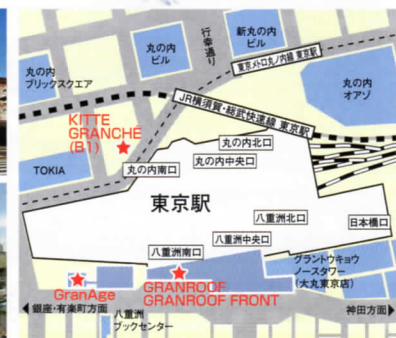 丸の内
ブリックスクエア
丸の内
ビル
行幸通り
新丸の内
ビル
東京メトロ丸ノ内線 東京駅
丸の内
オアゾ
JR横須賀・総武快速線 東京駅
KITTE
GRANCHÉ
(B1)
TOKIA
丸の内南口
丸の内中央口
丸の内北口
東京駅
八重洲北口
日本橋口
八重洲中央口
八重洲南口
グラントウキョウ
ノースタワー
(大丸東京店)
GranAge
GRANROOF
GRANROOF FRONT
銀座・有楽町方面
八重洲
ブックセンター
神田方面